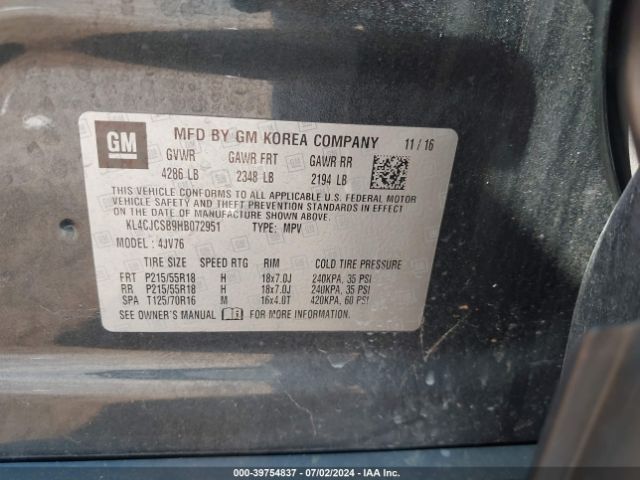 GM
MFD BY GM KOREA COMPANY 11/16
GVWR GAWR FRT GAWR RR
4286 LB 2348 LB 2194 LB
THIS VEHICLE CONFORMS TO ALL APPLICABLE U.S. FEDERAL MOTOR
VEHICLE SAFETY AND THEFT PREVENTION STANDARDS IN EFFECT ON
THE DATE OF MANUFACTURE SHOWN ABOVE.
KL4CJCSB9HB072951 TYPE: MPV
MODEL: 4JV76
TIRE SIZE SPEED RTG RIM COLD TIRE PRESSURE
FRT P215/55R18 H 18x7.0J 240KPA, 35 PSI
RR P215/55R18 H 18x7.0J 240KPA, 35 PSI
SPA T125/70R16 M 16x4.0T 420KPA, 60 PSI
SEE OWNER'S MANUAL FOR MORE INFORMATION.
000-39754837 - 07/02/2024 - IAA Inc.